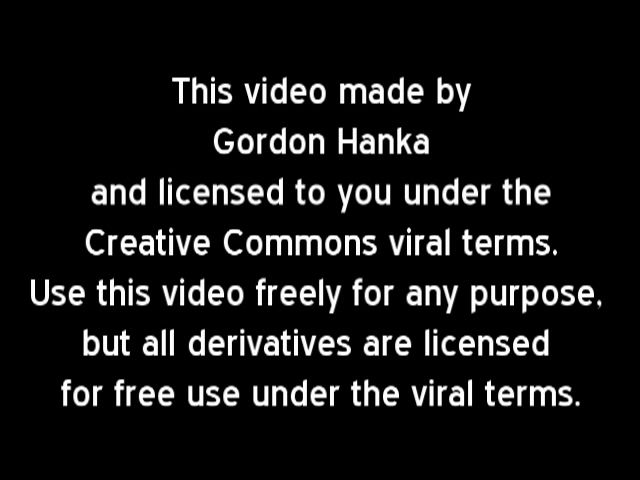 This video made by
Gordon Hanka
and licensed to you under the
Creative Commons viral terms.
Use this video freely for any purpose,
but all derivatives are licensed
for free use under the viral terms.